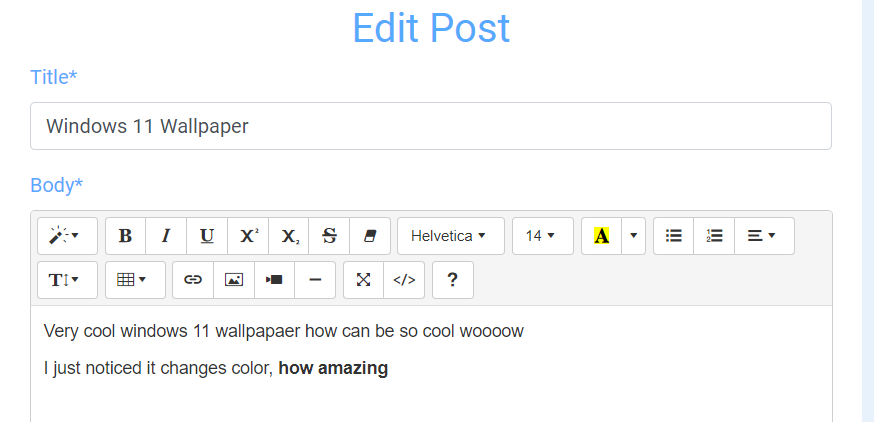 Edit Post
Title*
Windows 11 Wallpaper
Body*
B I U X² X₂ S Helvetica 14 A
T </> ?
Very cool windows 11 wallpapaer how can be so cool woooow
I just noticed it changes color, how amazing